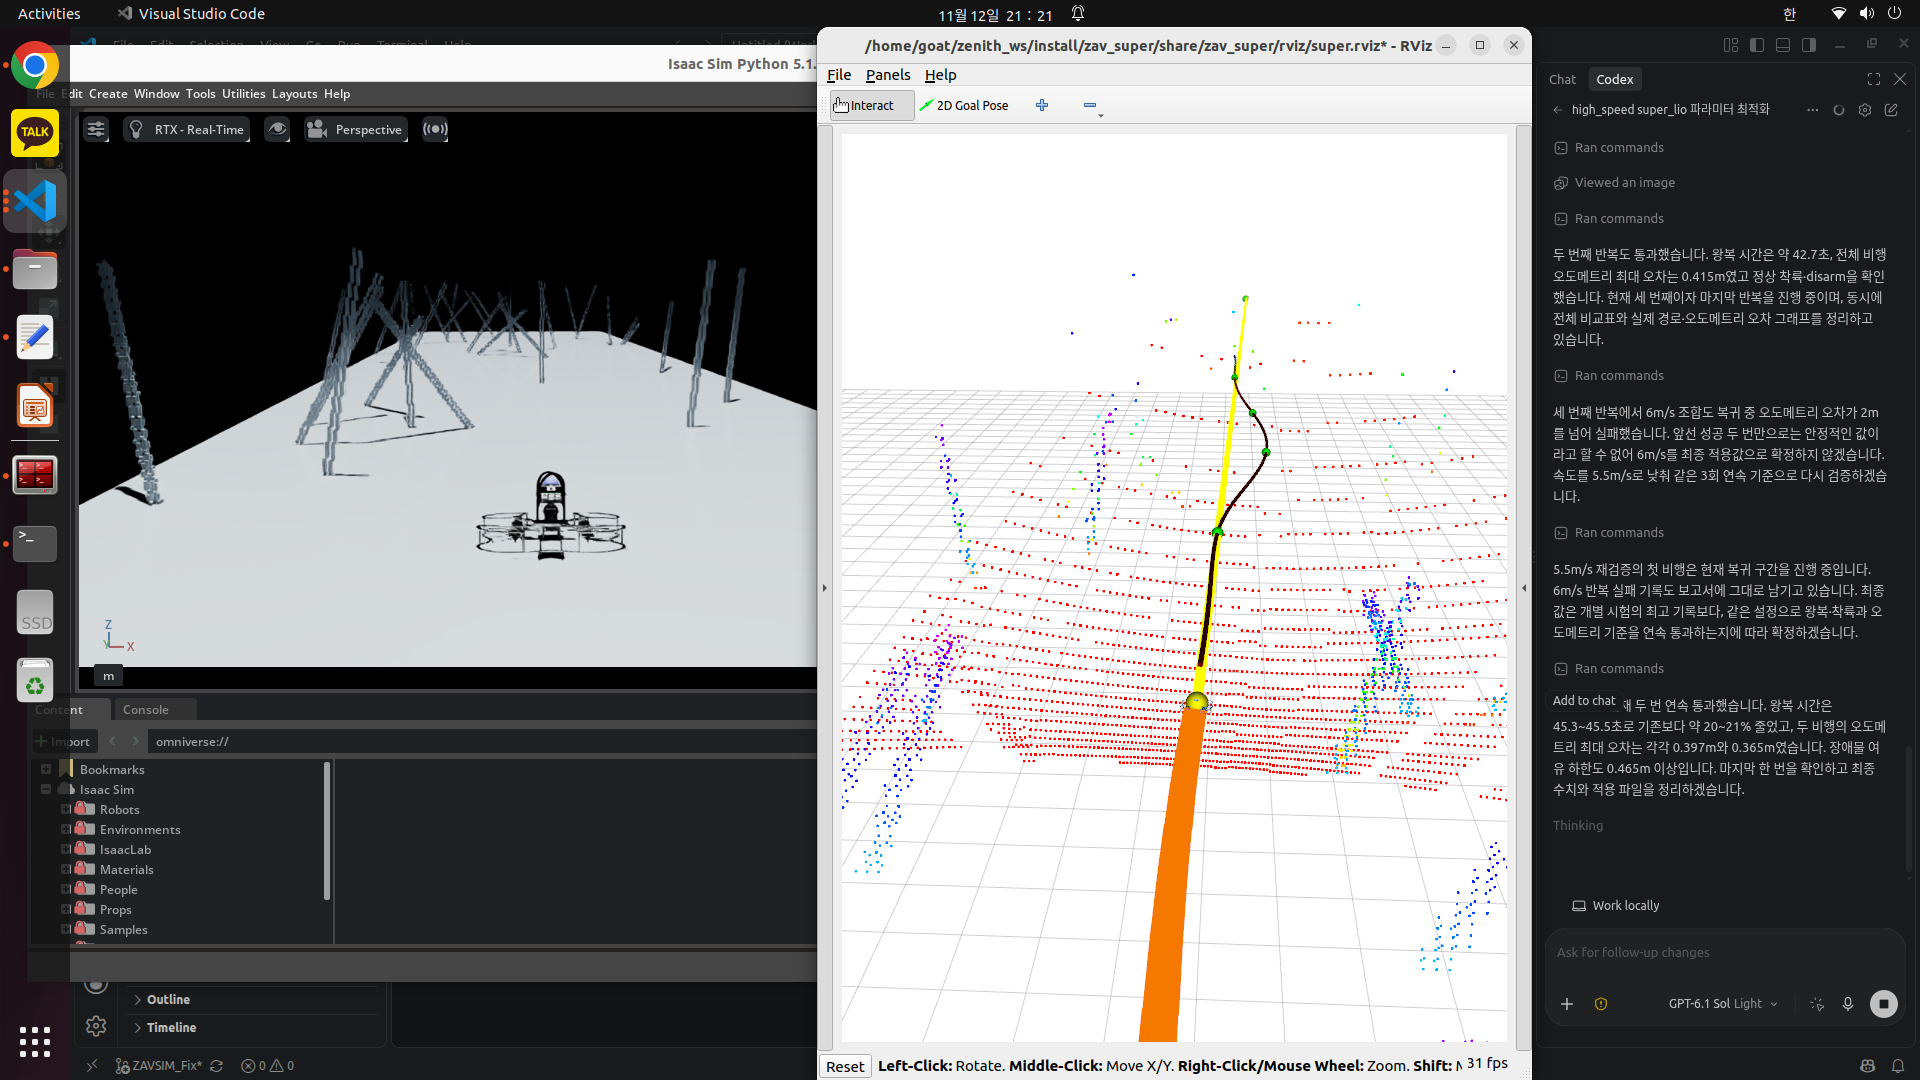 Activities
Visual Studio Code
11월 12일 21 : 21
한
TALK
SSD
Isaac Sim Python 5.1.
File Edit Create Window Tools Utilities Layouts Help
RTX - Real-Time
Perspective
Z
Y
X
m
Content
Console
Import
omniverse://
Bookmarks
Isaac Sim
Robots
Environments
IsaacLab
Materials
People
Props
Samples
Outline
Timeline
ZAVSIM_Fix*
0
0
/home/goat/zenith_ws/install/zav_super/share/zav_super/rviz/super.rviz* - RViz
File Panels Help
Interact
2D Goal Pose
Reset
Left-Click: Rotate. Middle-Click: Move X/Y. Right-Click/Mouse Wheel: Zoom. Shift:
31 fps
Chat
Codex
high_speed super_lio 파라미터 최적화
Ran commands
Viewed an image
Ran commands
두 번째 반복도 통과했습니다. 왕복 시간은 약 42.7초, 전체 비행
오도메트리 최대 오차는 0.415m였고 정상 착륙·disarm을 확인
했습니다. 현재 세 번째이자 마지막 반복을 진행 중이며, 동시에
전체 비교표와 실제 경로·오도메트리 오차 그래프를 정리하고
있습니다.
Ran commands
세 번째 반복에서 6m/s 조합도 복귀 중 오도메트리 오차가 2m
를 넘어 실패했습니다. 앞선 성공 두 번만으로는 안정적인 값이
라고 할 수 없어 6m/s를 최종 적용값으로 확정하지 않겠습니다.
속도를 5.5m/s로 낮춰 같은 3회 연속 기준으로 다시 검증하겠습
니다.
Ran commands
5.5m/s 재검증의 첫 비행은 현재 복귀 구간을 진행 중입니다.
6m/s 반복 실패 기록도 보고서에 그대로 남기고 있습니다. 최종
값은 개별 시험의 최고 기록보다, 같은 설정으로 왕복·착륙과 오
도메트리 기준을 연속 통과하는지에 따라 확정하겠습니다.
Ran commands
Add to chat
두 번 연속 통과했습니다. 왕복 시간은
45.3~45.5초로 기존보다 약 20~21% 줄었고, 두 비행의 오도메
트리 최대 오차는 각각 0.397m와 0.365m였습니다. 장애물 여
유 하한도 0.465m 이상입니다. 마지막 한 번을 확인하고 최종
수치와 적용 파일을 정리하겠습니다.
Thinking
Work locally
Ask for follow-up changes
GPT-6.1 Sol Light